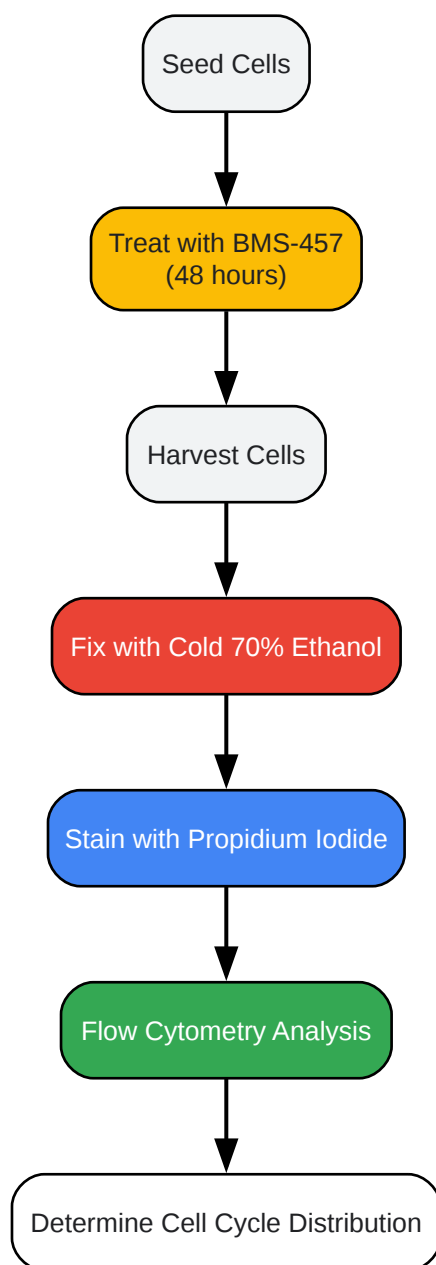 Seed Cells
Treat with BMS-457
(48 hours)
Harvest Cells
Fix with Cold 70% Ethanol
Stain with Propidium Iodide
Flow Cytometry Analysis
Determine Cell Cycle Distribution